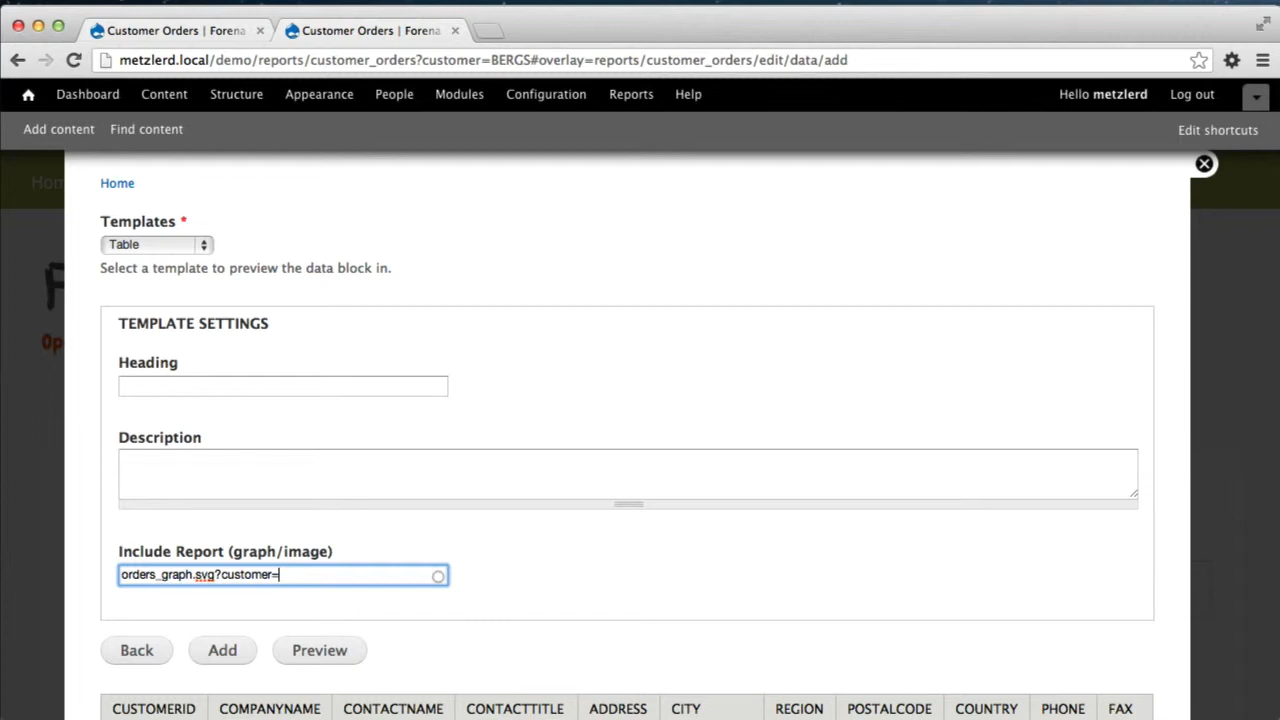 Customer Orders | Forena
Customer Orders | Forena
metzlerd.local/demo/reports/customer_orders?customer=BERGS#overlay=reports/customer_orders/edit/data/add
Dashboard Content Structure Appearance People Modules Configuration Reports Help Hello metzlerd Log out
Add content Find content Edit shortcuts
Home
Templates *
Table
Select a template to preview the data block in.
TEMPLATE SETTINGS
Heading
Description
Include Report (graph/image)
orders_graph.svg?customer=
Back Add Preview
CUSTOMERID COMPANYNAME CONTACTNAME CONTACTTITLE ADDRESS CITY REGION POSTALCODE COUNTRY PHONE FAX